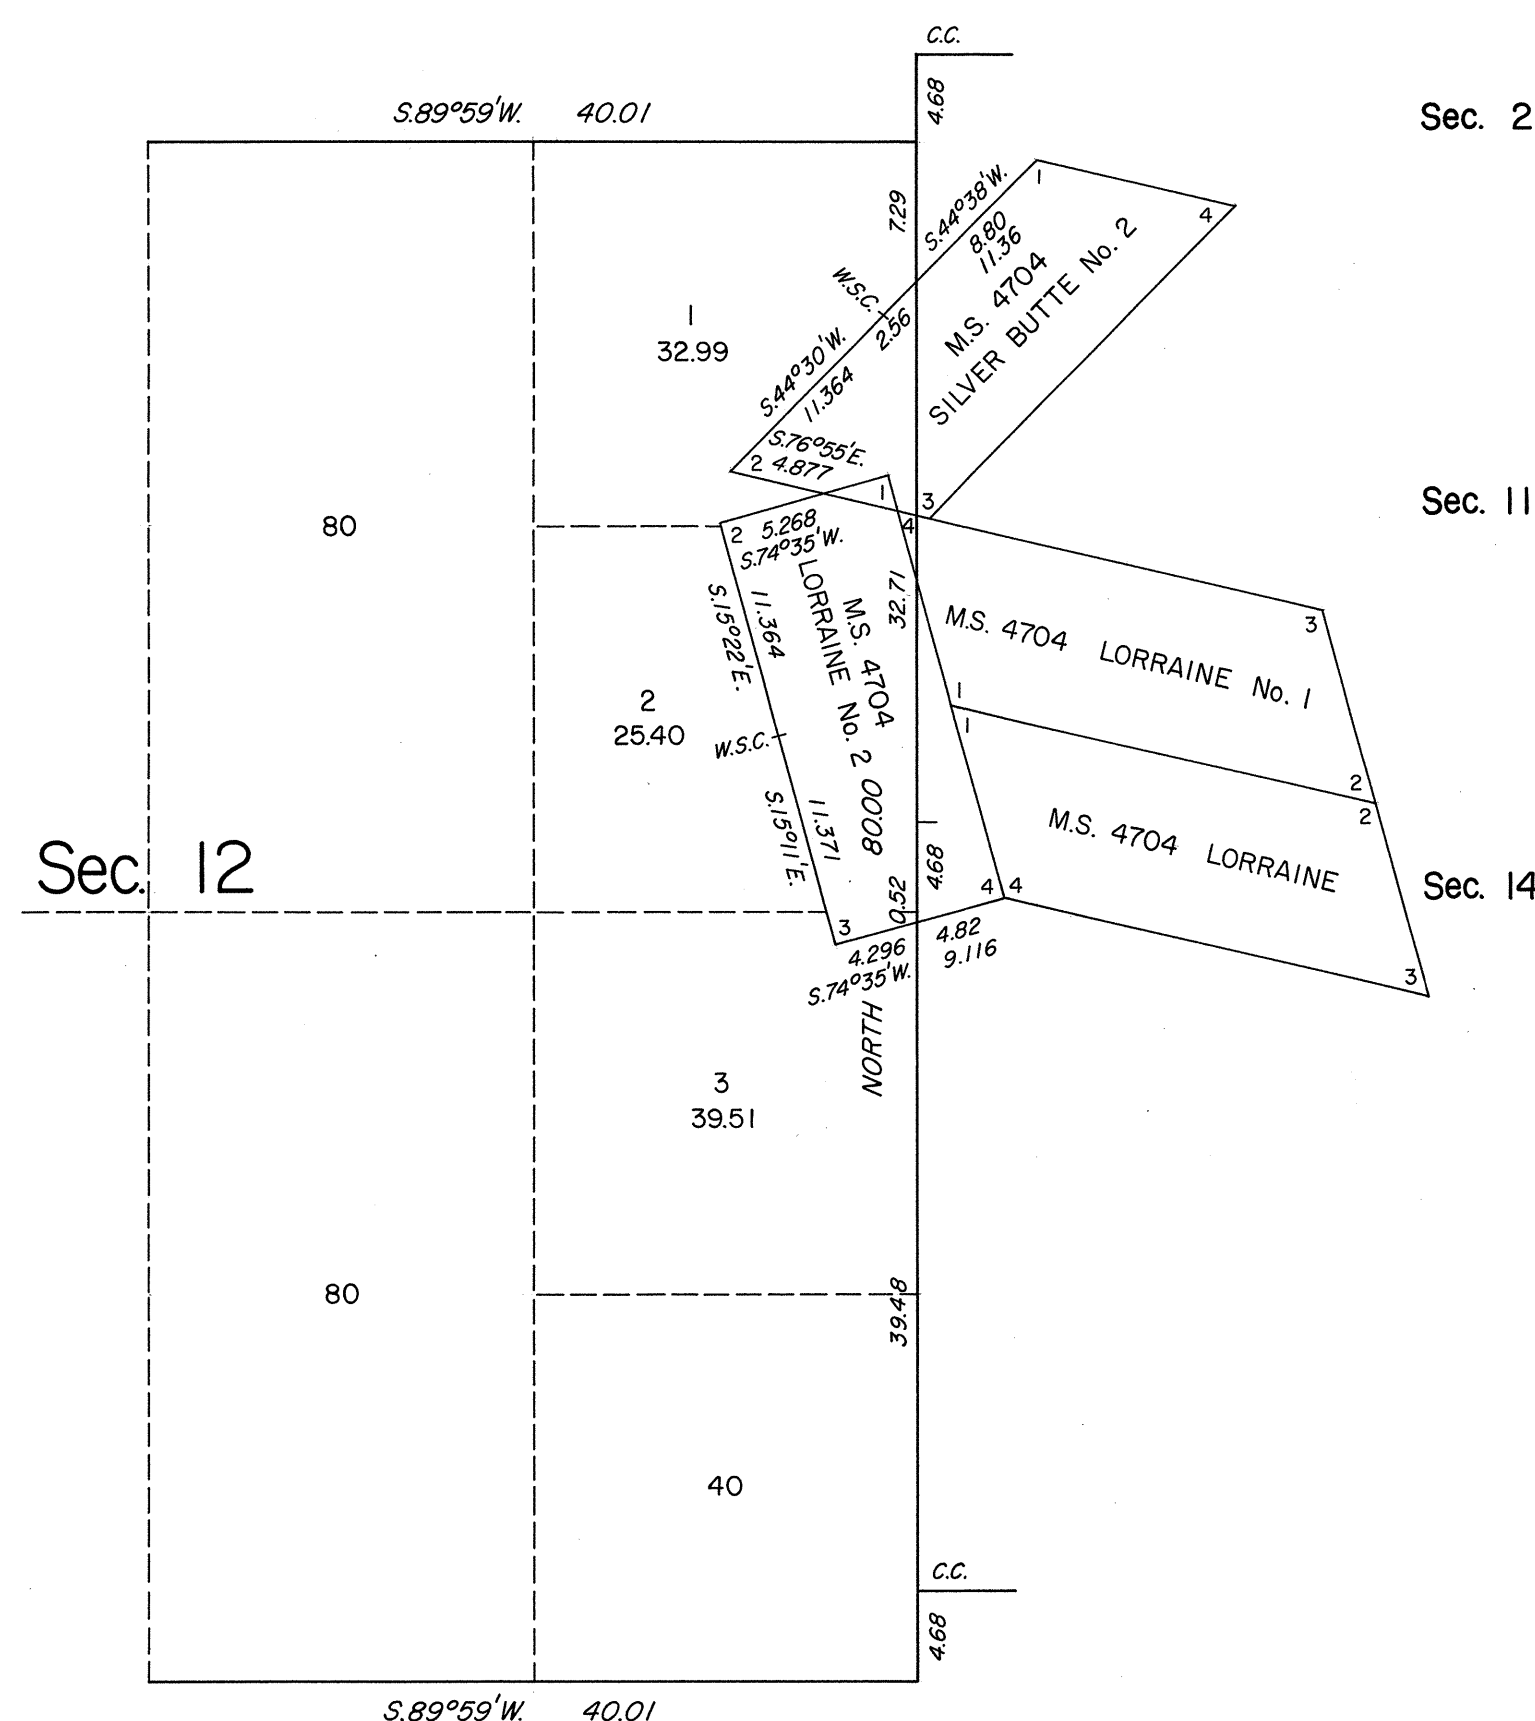 C.C.
4.68
S.89°59'W. 40.01
Sec. 2
7.29
S.44°38'W.
1
4
8.80
11.36
M.S. 4704
SILVER BUTTE No. 2
W.S.C.
2.56
1
32.99
S.44°30'W.
11.364
S.76°55'E.
2 4.877
1
3
4
Sec. 11
80
2 5.268
S.74°35'W.
32.71
M.S. 4704
LORRAINE No. 2
80.00
S.15°22'E.
11.364
M.S. 4704 LORRAINE No. 1
3
1
1
2
25.40
W.S.C.
2
2
S.15°11'E.
11.371
4.68
0.52
M.S. 4704 LORRAINE
Sec. 12
4 4
Sec. 14
3
4.296
S.74°35'W.
4.82
9.116
3
NORTH
3
39.51
80
39.48
40
C.C.
4.68
S.89°59'W. 40.01